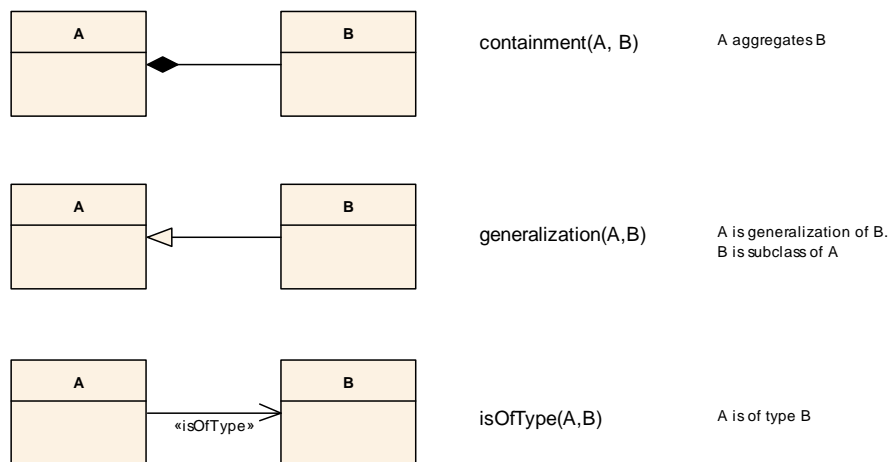 A
B
containment(A, B)
A aggregates B
A
B
generalization(A,B)
A is generalization of B.
B is subclass of A
A
B
«isOfType»
isOfType(A,B)
A is of type B